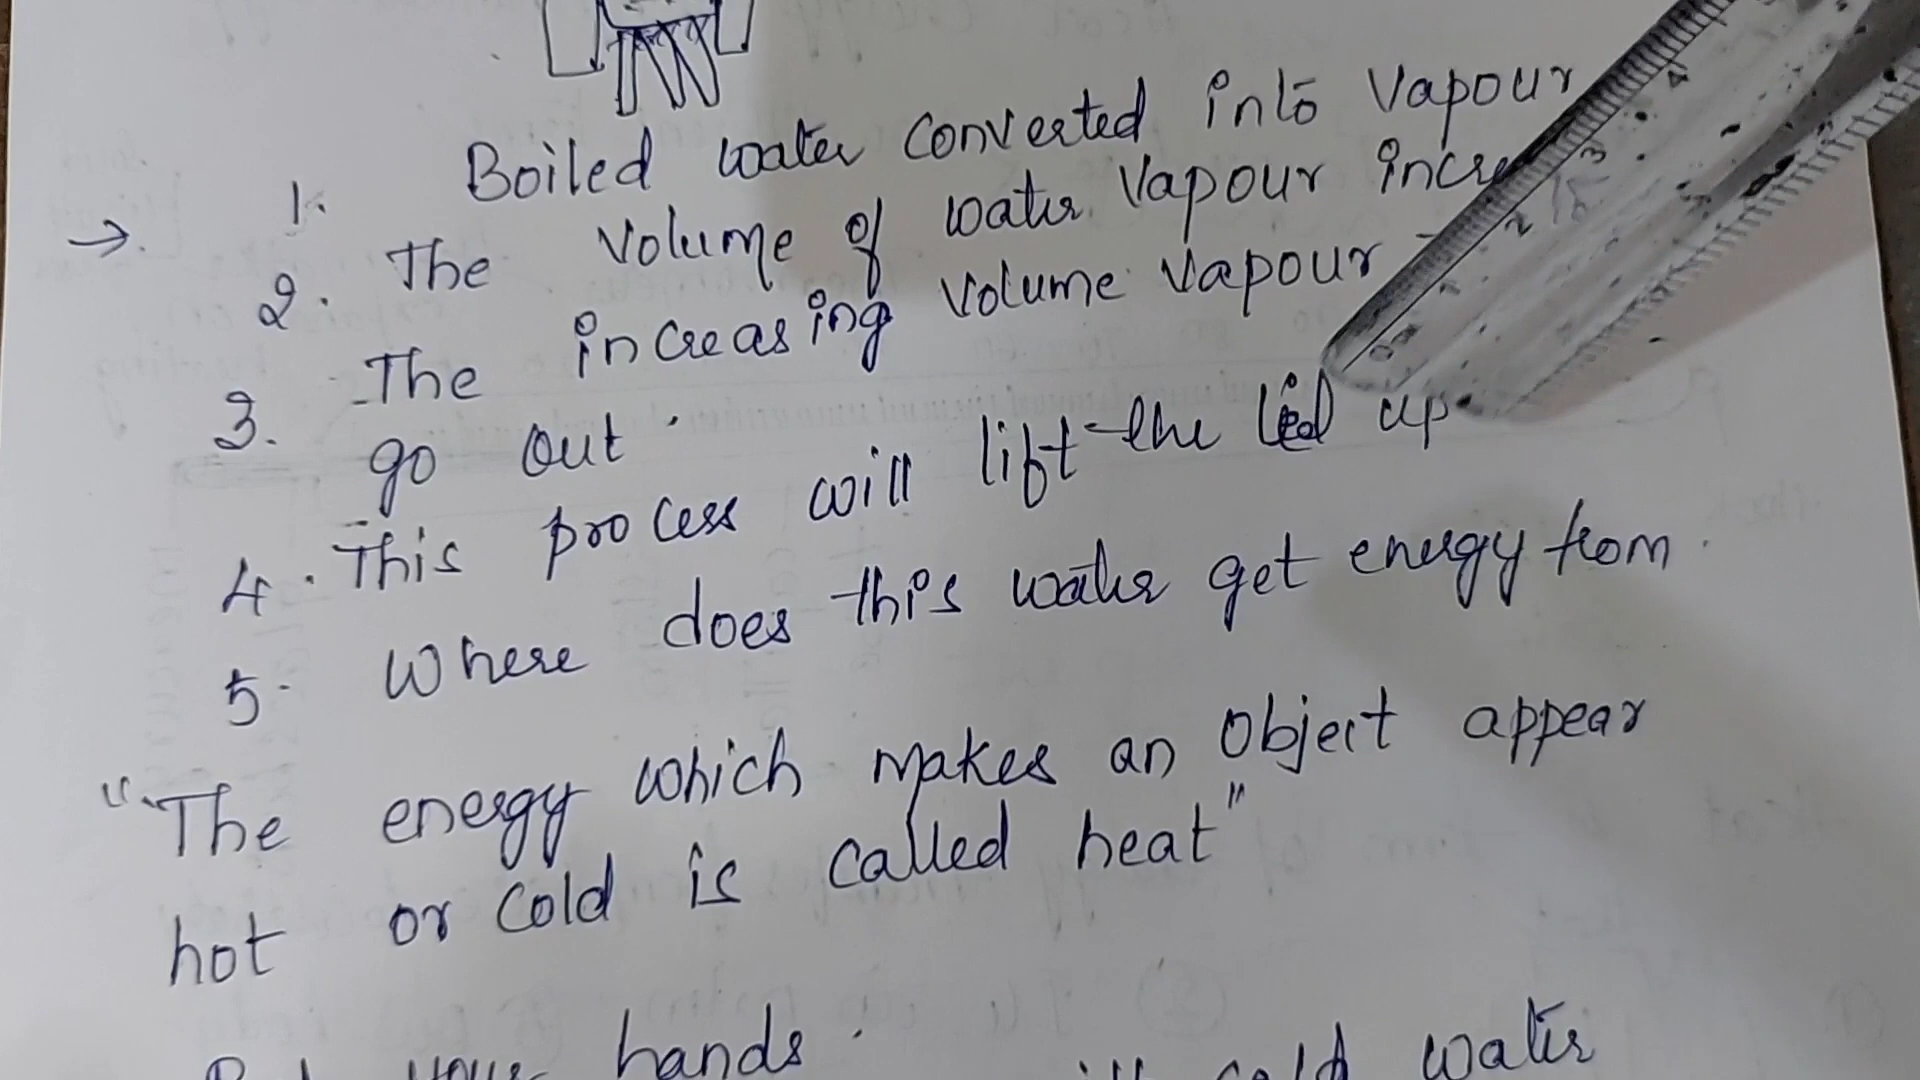 →. 1. Boiled water converted into vapour
2. The volume of water vapour
3. The increasing volume vapour
go out.
4. This process will lift the lid up
5. Where does this water get energy from.
"The energy which makes an object appear
hot or cold is called heat"
your hands cold water